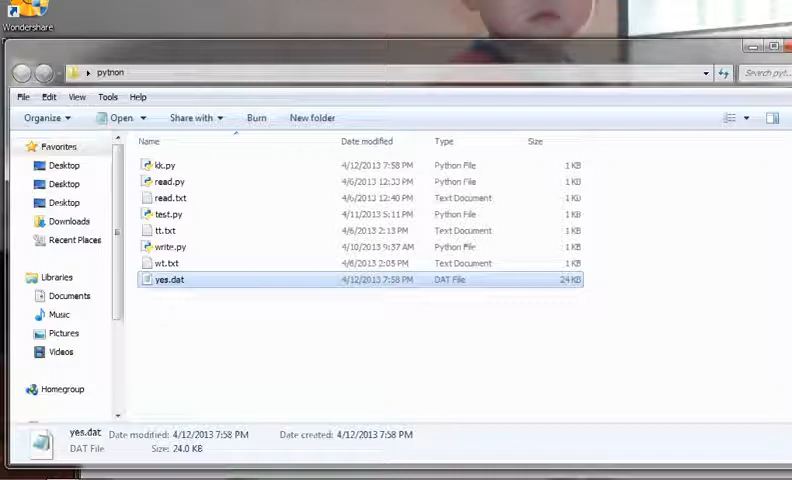 Wondershare
pytnon
Search pyt...
File Edit View Tools Help
Organize Open Share with Burn New folder
Favorites Name Date modified Type Size
Desktop kk.py 4/12/2013 7:58 PM Python File 1 KB
Desktop read.py 4/6/2013 12:33 PM Python File 1 KB
Desktop read.txt 4/6/2013 12:40 PM Text Document 1 KB
Downloads test.py 4/11/2013 5:11 PM Python File 1 KB
Recent Places tt.txt 4/6/2013 2:13 PM Text Document 1 KB
write.py 4/10/2013 9:37 AM Python File 1 KB
wt.txt 4/6/2013 2:05 PM Text Document 1 KB
Libraries yes.dat 4/12/2013 7:58 PM DAT File 24 KB
Documents
Music
Pictures
Videos
Homegroup
yes.dat Date modified: 4/12/2013 7:58 PM Date created: 4/12/2013 7:58 PM
DAT File Size: 24.0 KB